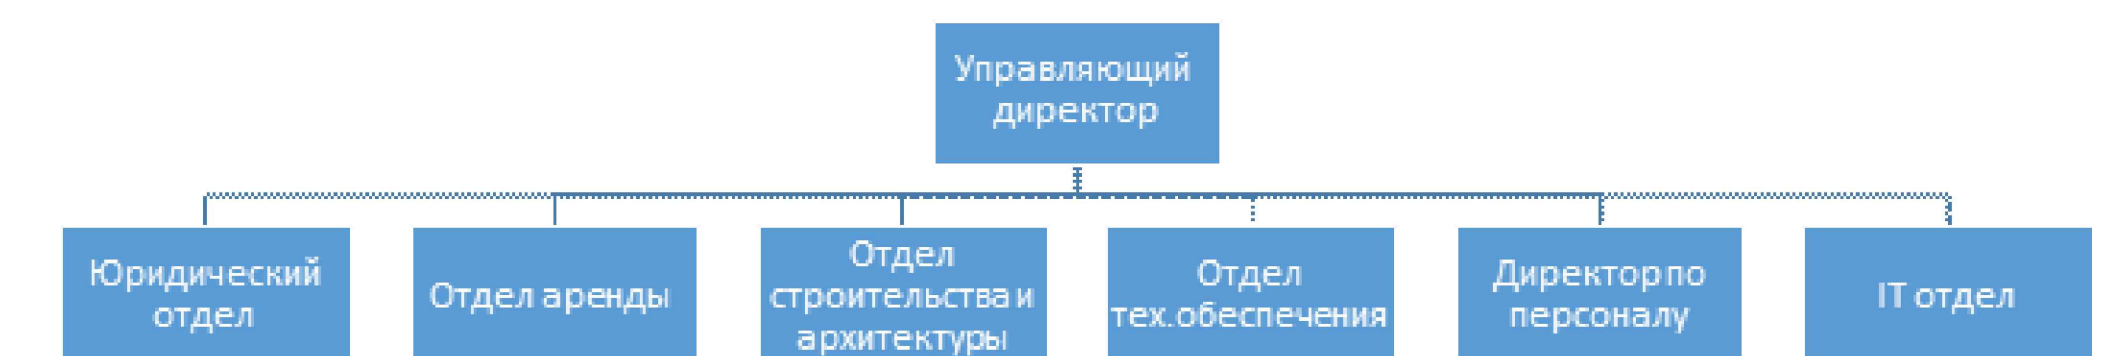 Управляющий
директор
Юридический
отдел
Отдел аренды
Отдел
строительства и
архитектуры
Отдел
тех.обеспечения
Директор по
персоналу
IT отдел